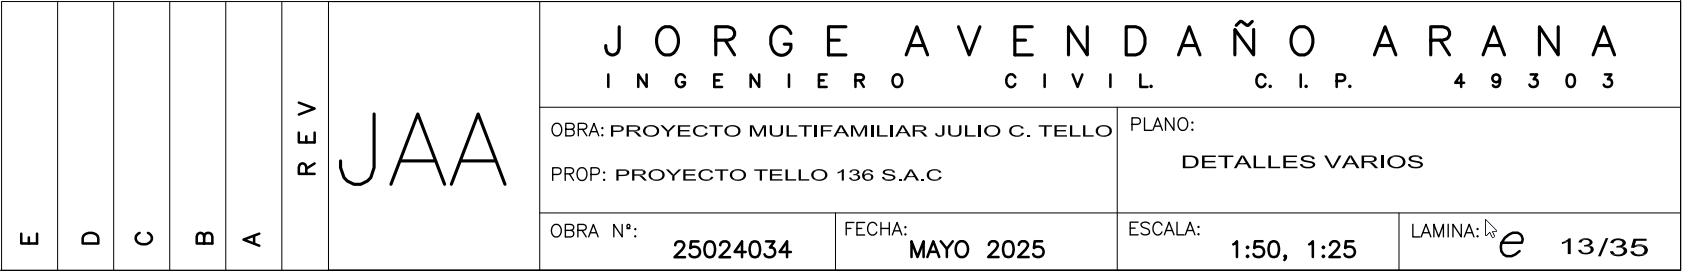 E D C B A REV
JAA
JORGE AVENDAÑO ARANA
INGENIERO CIVIL. C.I.P. 49303
OBRA: PROYECTO MULTIFAMILIAR JULIO C. TELLO
PROP: PROYECTO TELLO 136 S.A.C
PLANO:
DETALLES VARIOS
OBRA Nº: 25024034
FECHA: MAYO 2025
ESCALA: 1:50, 1:25
LAMINA: e 13/35